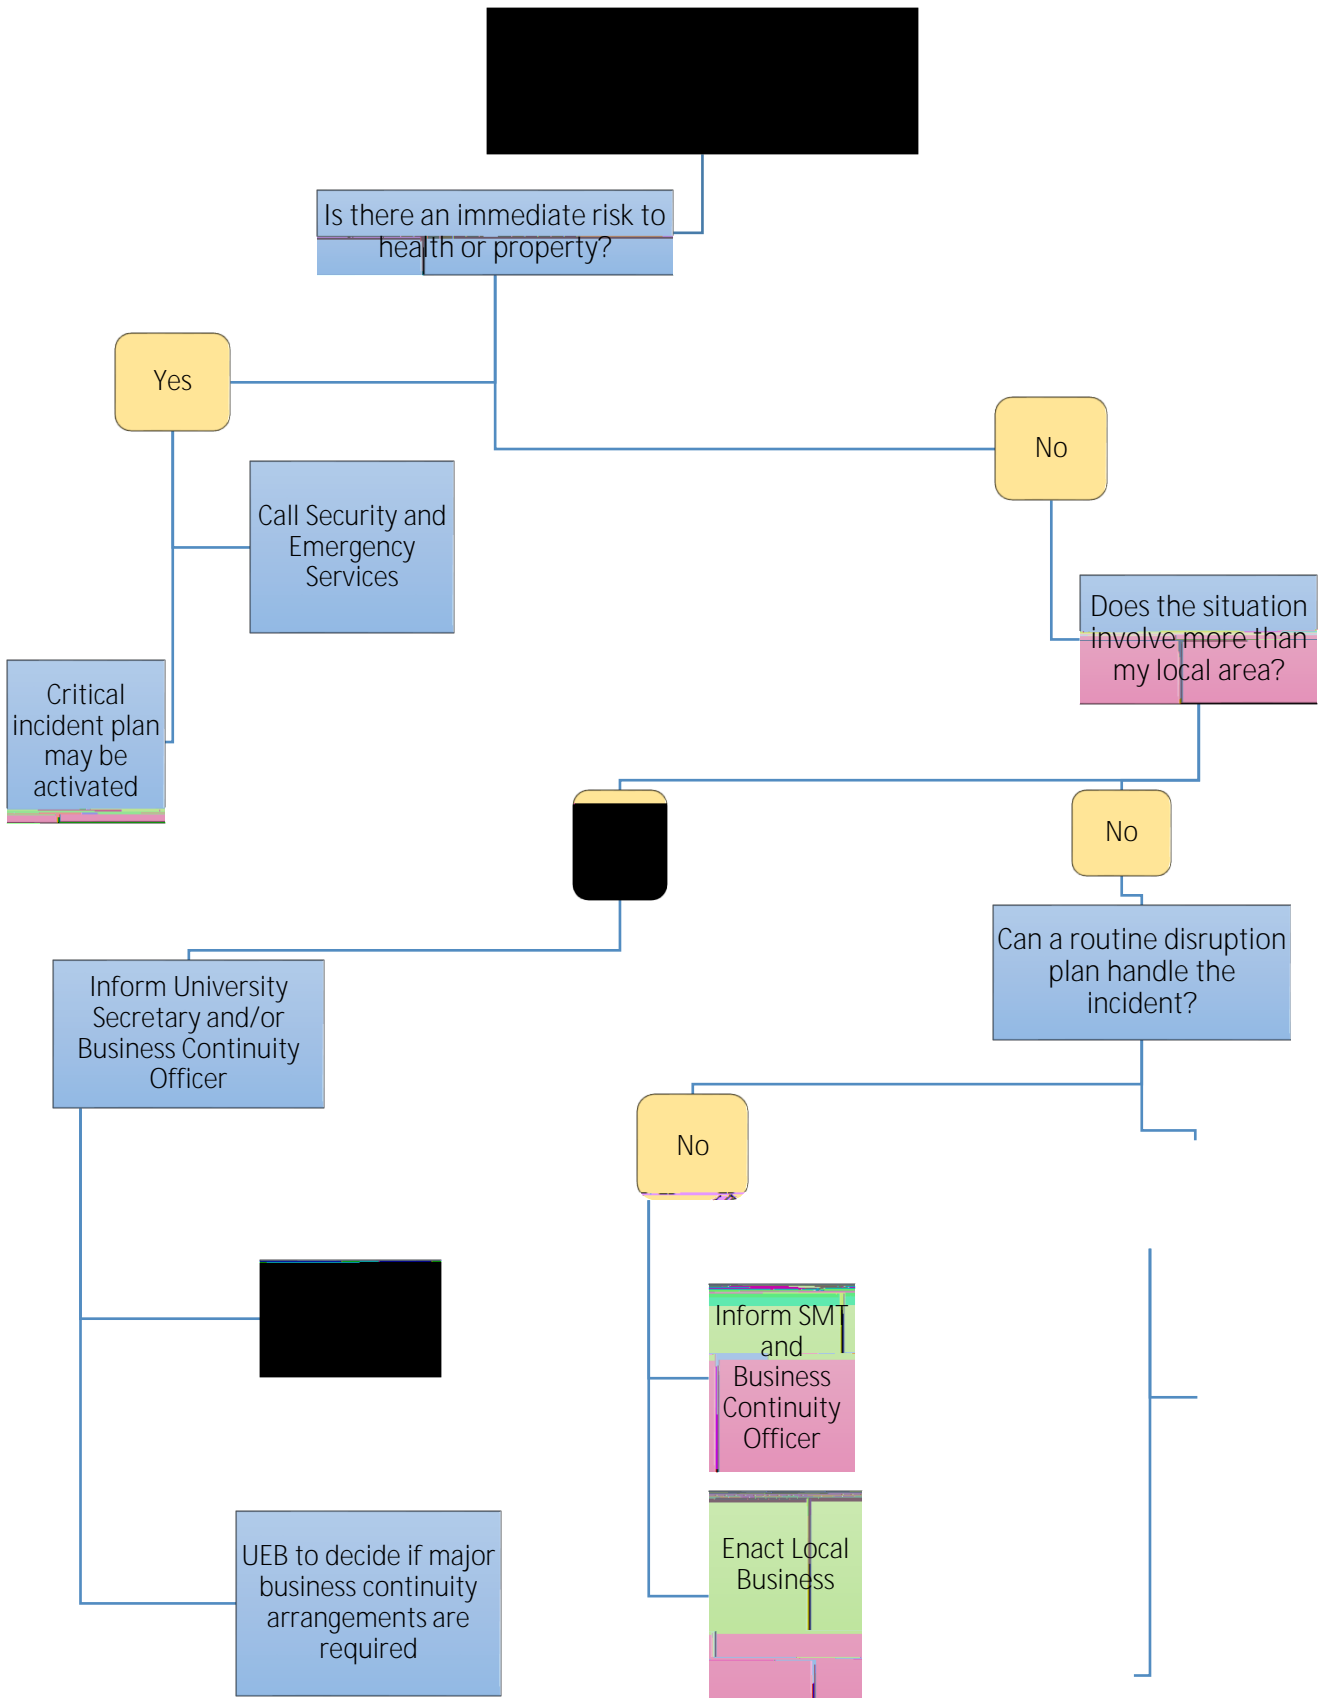 Is there an immediate risk to
health or property?
Yes
No
Call Security and
Emergency
Services
Does the situation
involve more than
my local area?
Critical
incident plan
may be
activated
No
Can a routine disruption
plan handle the
incident?
Inform University
Secretary and/or
Business Continuity
Officer
No
Inform SMT
and
Business
Continuity
Officer
UEB to decide if major
business continuity
arrangements are
required
Enact Local
Business